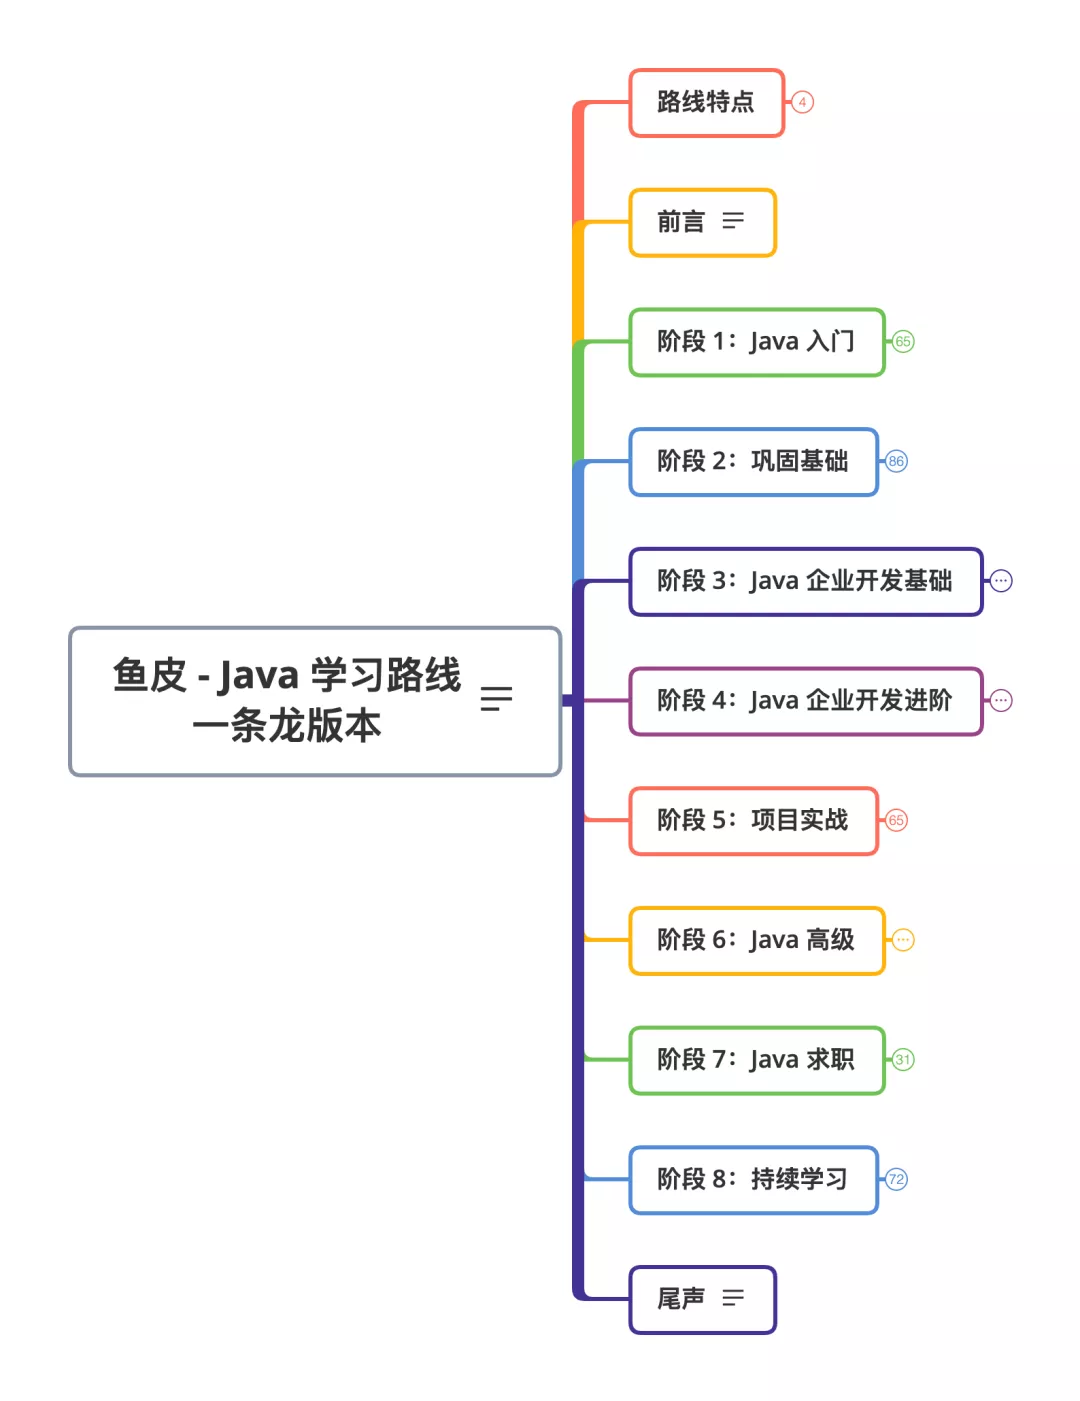 路线特点
4
前言
阶段 1：Java 入门
65
阶段 2：巩固基础
86
阶段 3：Java 企业开发基础
鱼皮 - Java 学习路线
一条龙版本
阶段 4：Java 企业开发进阶
阶段 5：项目实战
65
阶段 6：Java 高级
阶段 7：Java 求职
31
阶段 8：持续学习
72
尾声